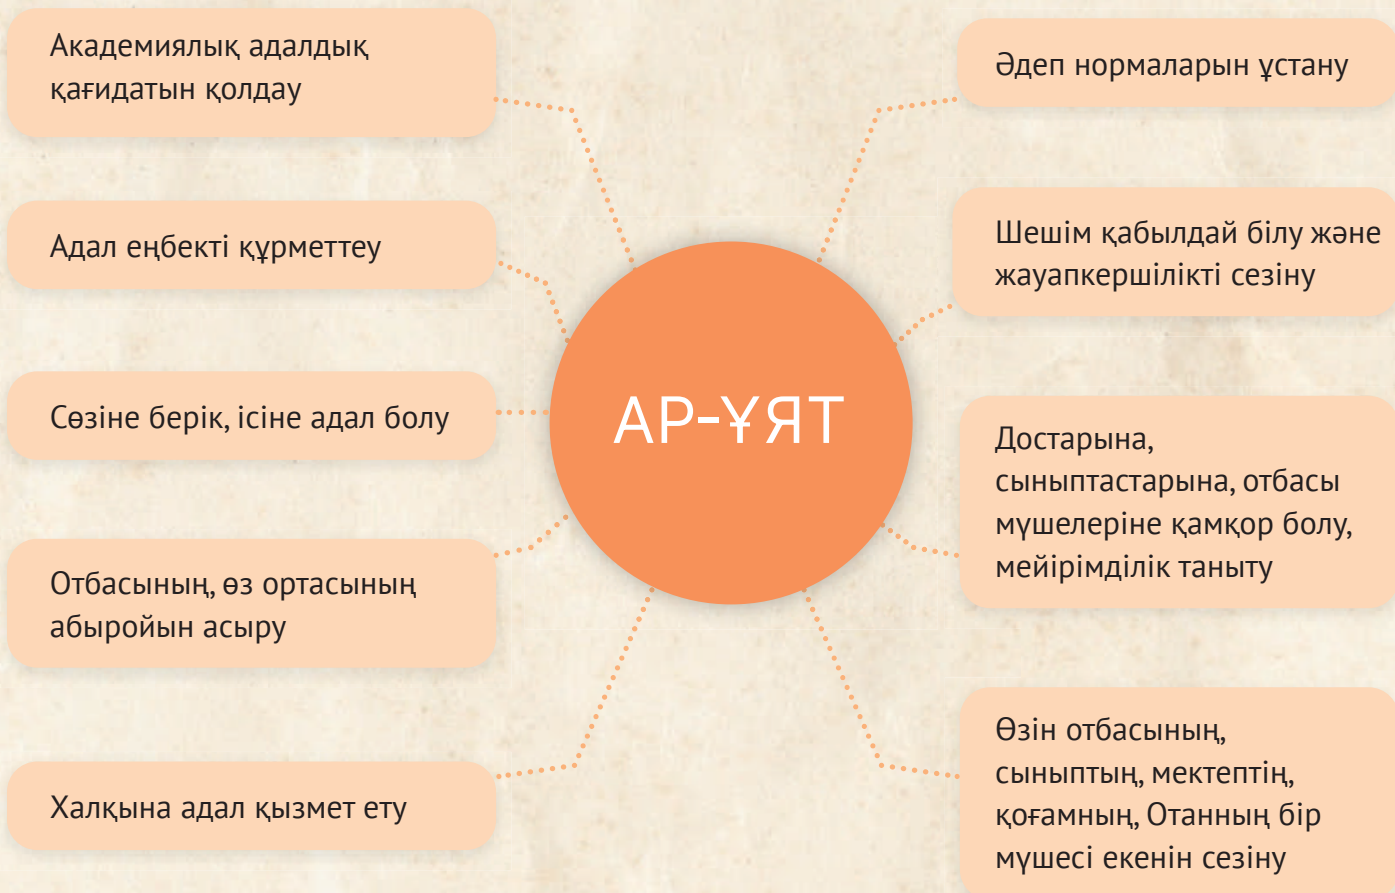 Академиялық адалдық
қағидатын қолдау
Адал еңбекті құрметтеу
Сөзіне берік, ісіне адал болу
Отбасының, өз ортасының
абыройын асыру
Халқына адал қызмет ету
АР-ҰЯТ
Әдеп нормаларын ұстану
Шешім қабылдай білу және
жауапкершілікті сезіну
Достарына,
сыныптастарына, отбасы
мүшелеріне қамқор болу,
мейірімділік таныту
Өзін отбасының,
сыныптың, мектептің,
қоғамның, Отанның бір
мүшесі екенін сезіну